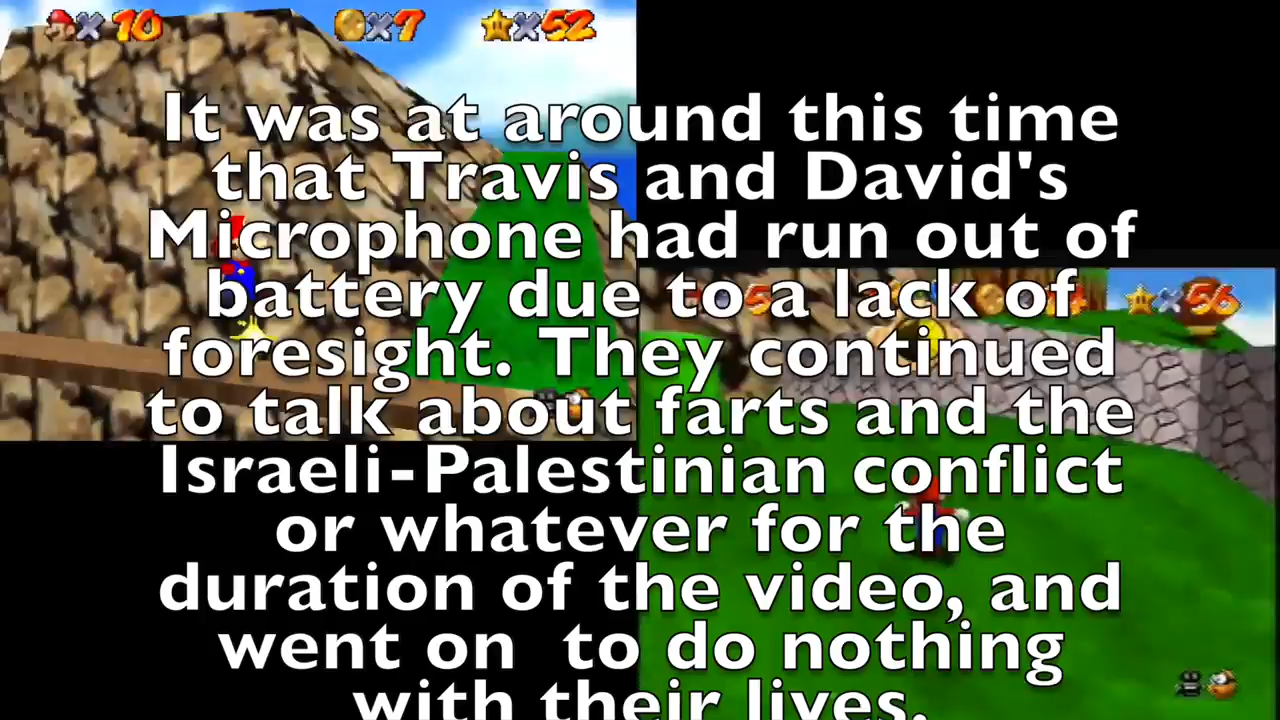 ×10 ×7 ×52
It was at around this time
that Travis and David's
Microphone had run out of
battery due to a lack of
×56
foresight. They continued
to talk about farts and the
Israeli-Palestinian conflict
or whatever for the
duration of the video, and
went on  to do nothing
with their lives.